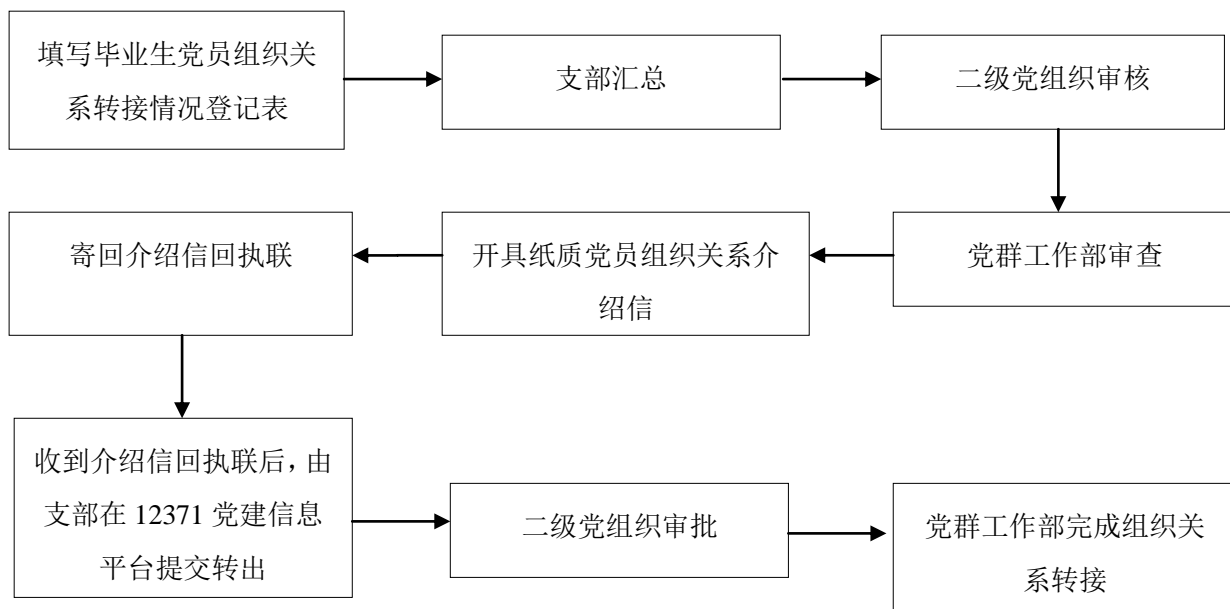 填写毕业生党员组织关
系转接情况登记表
支部汇总
二级党组织审核
党群工作部审查
开具纸质党员组织关系介
绍信
寄回介绍信回执联
收到介绍信回执联后，由
支部在 12371 党建信息
平台提交转出
二级党组织审批
党群工作部完成组织关
系转接